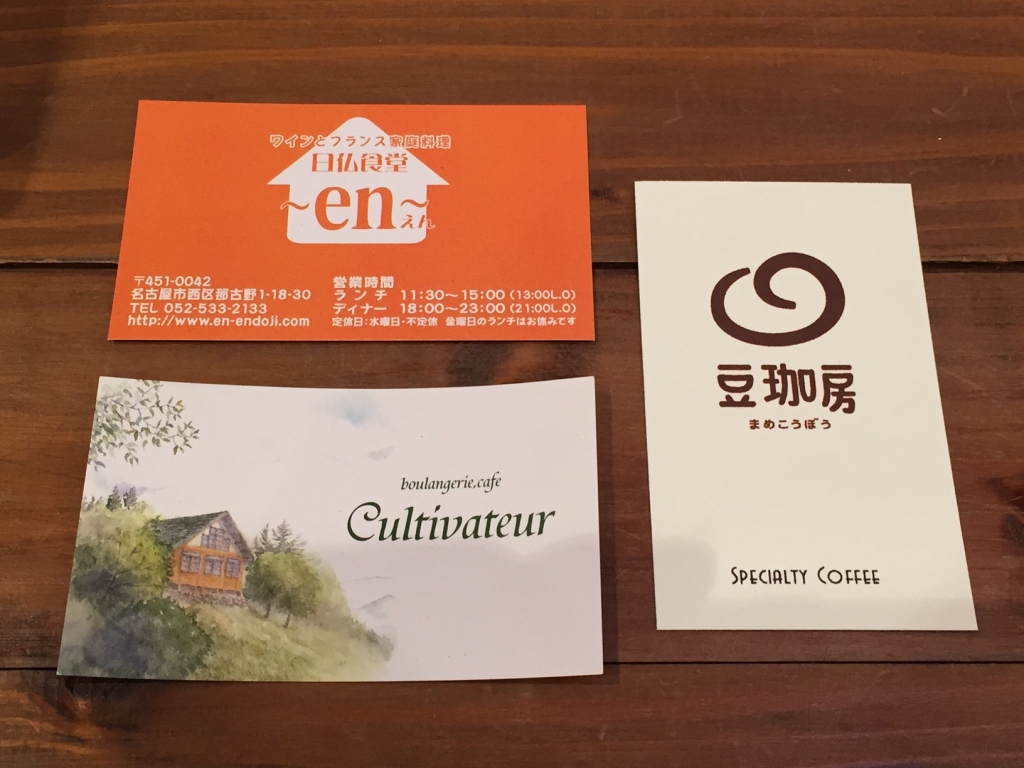 ワインとフランス家庭料理
日仏食堂
~en~えん
〒451-0042
名古屋市西区那古野1-18-30
TEL 052-533-2133
http://www.en-endoji.com
営業時間
ランチ 11:30〜15:00(13:00L.O)
ディナー 18:00〜23:00(21:00L.O)
定休日:水曜日・不定休 金曜日のランチはお休みです
boulangerie,cafe
Cultivateur
豆珈房
まめこうぼう
SPECIALTY COFFEE